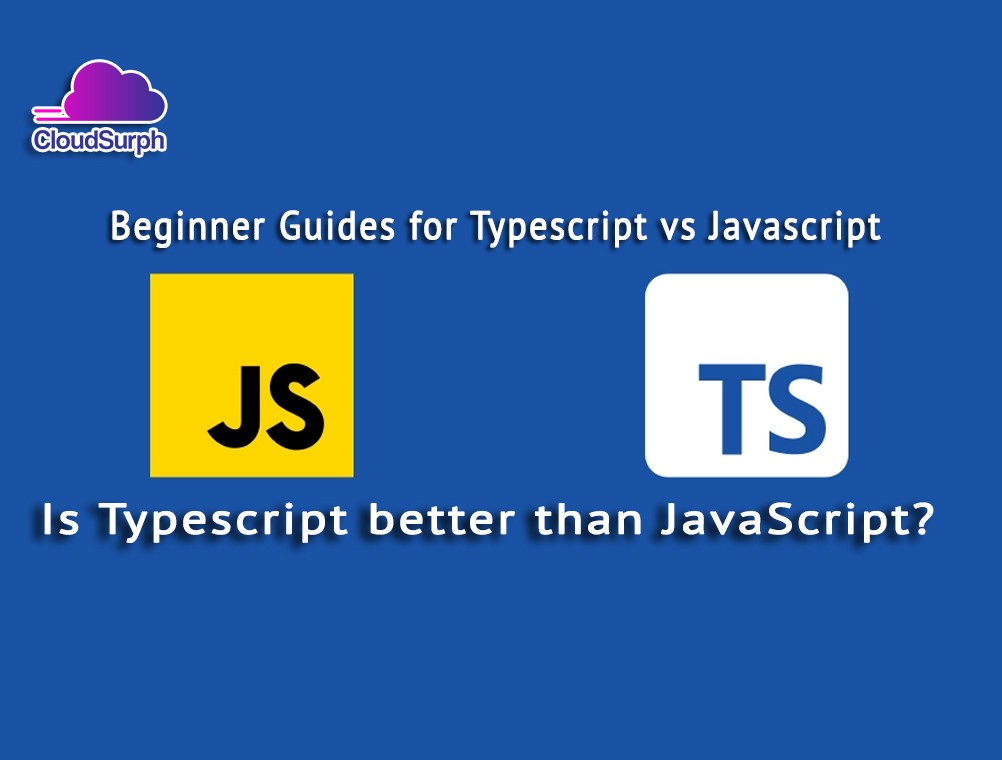 CloudSurph
Beginner Guides for Typescript vs Javascript
JS
TS
Is Typescript better than JavaScript?